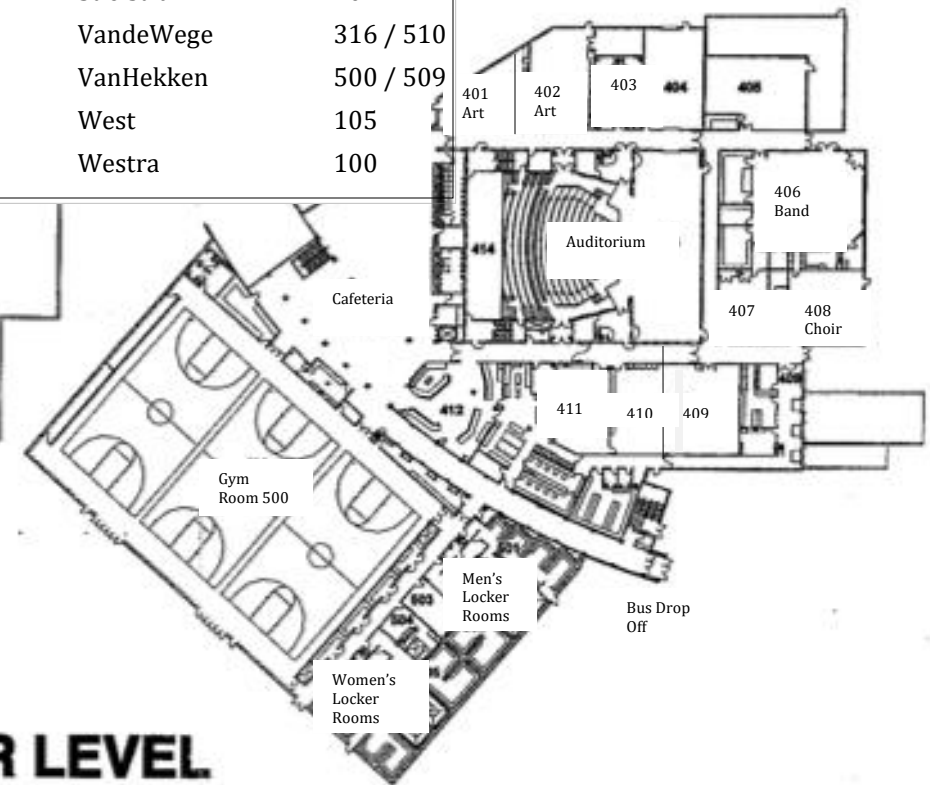 VandeWege 316 / 510
VanHekken 500 / 509
West 105
Westra 100
401
Art
402
Art
403
404
405
406
Band
Auditorium
414
Cafeteria
407
408
Choir
412
411
410
409
Gym
Room 500
501
Men’s
Locker
Rooms
503
504
Bus Drop
Off
Women’s
Locker
Rooms
R LEVEL